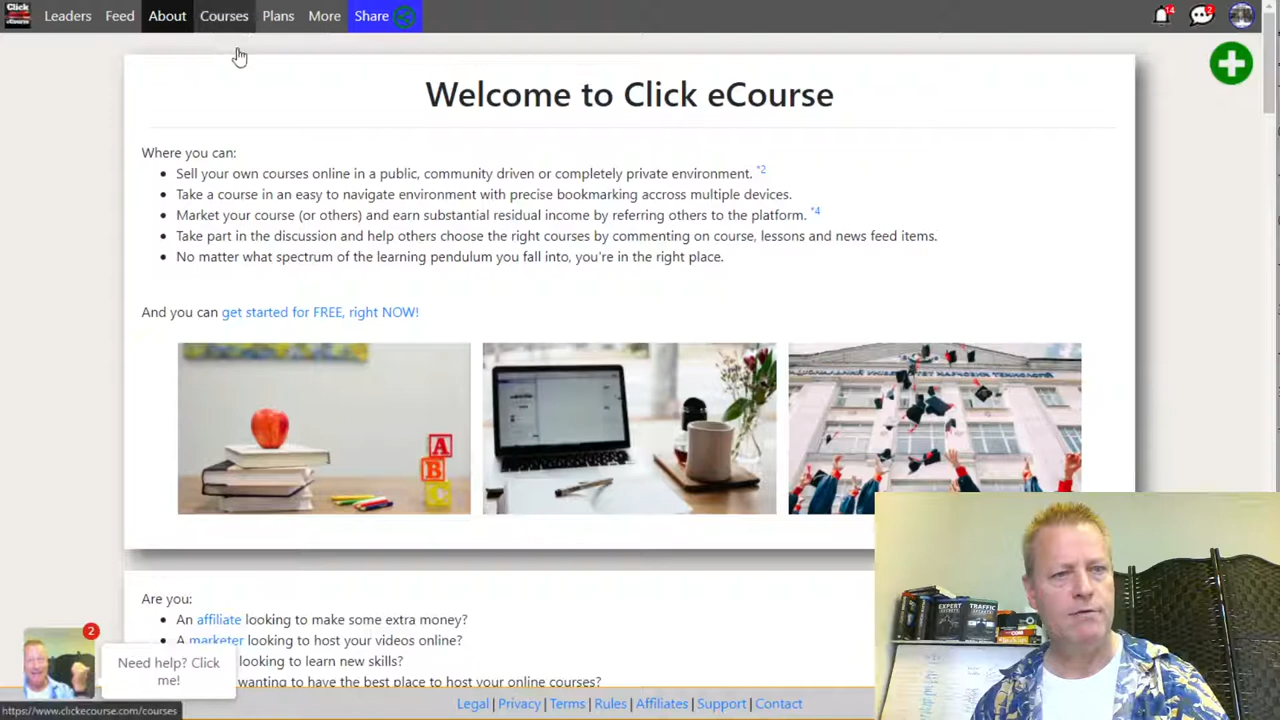 Click
eCourse
Leaders Feed About Courses Plans More Share
14
2
Welcome to Click eCourse
Where you can:
Sell your own courses online in a public, community driven or completely private environment. *2
Take a course in an easy to navigate environment with precise bookmarking accross multiple devices.
Market your course (or others) and earn substantial residual income by referring others to the platform. *4
Take part in the discussion and help others choose the right courses by commenting on course, lessons and news feed items.
No matter what spectrum of the learning pendulum you fall into, you're in the right place.
And you can get started for FREE, right NOW!
A
B
EXPERT
SECRETS
TRAFFIC
SECRETS
Are you:
An affiliate looking to make some extra money?
A marketer looking to host your videos online?
looking to learn new skills?
wanting to have the best place to host your online courses?
2
Need help? Click
me!
Legal | Privacy | Terms | Rules | Affiliates | Support | Contact
https://www.clickecourse.com/courses